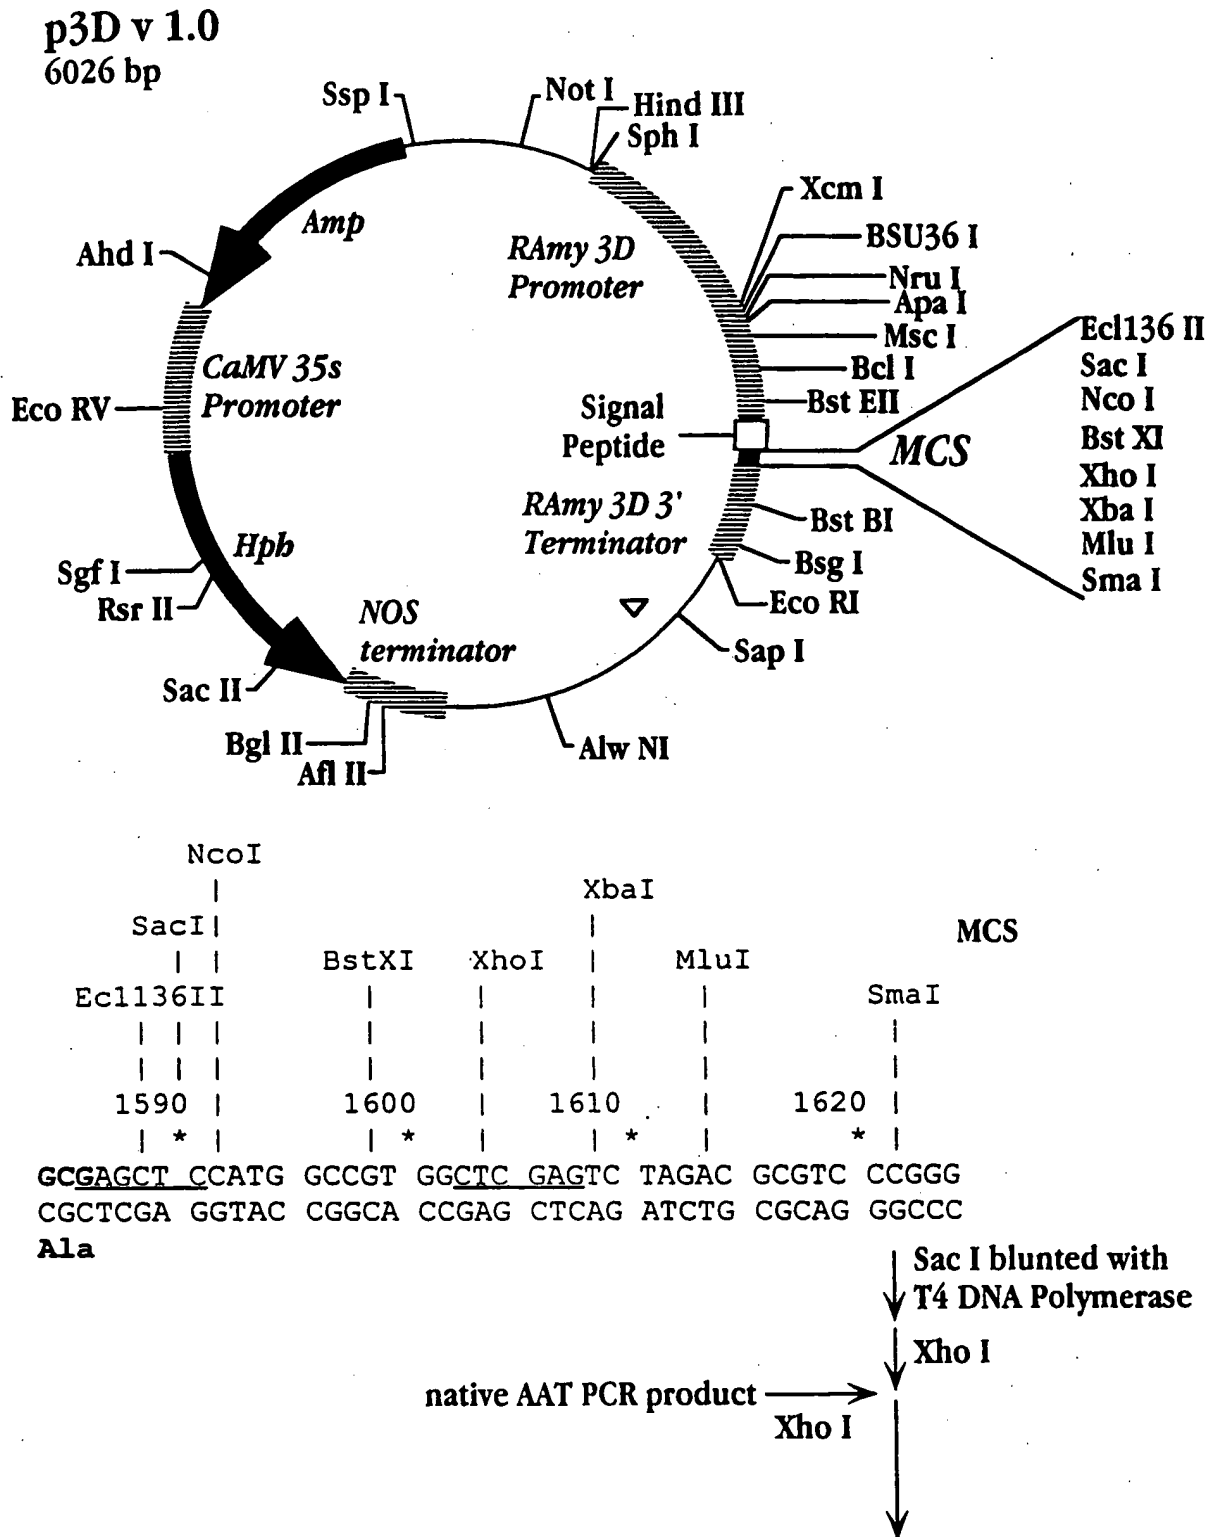 p3D v 1.0
6026 bp
Ssp I
Not I
Hind III
Sph I
Xcm I
BSU36 I
Nru I
Apa I
Msc I
Bcl I
Bst EII
Amp
RAmy 3D
Promoter
Ahd I
CaMV 35s
Promoter
Eco RV
Signal
Peptide
MCS
Ecl136 II
Sac I
Nco I
Bst XI
Xho I
Xba I
Mlu I
Sma I
RAmy 3D 3'
Terminator
Bst BI
Bsg I
Eco RI
Sap I
Hph
Sgf I
Rsr II
NOS
terminator
Sac II
Bgl II
Afl II
Alw NI
NcoI
XbaI
SacI
MCS
BstXI XhoI MluI
Ecl136II SmaI
1590 1600 1610 1620
* * * *
GCGAGCT CCATG GCCGT GGCTC GAGTC TAGAC GCGTC CCGGG
CGCTCGA GGTAC CGGCA CCGAG CTCAG ATCTG CGCAG GGCCC
Ala
Sac I blunted with
T4 DNA Polymerase
Xho I
native AAT PCR product
Xho I